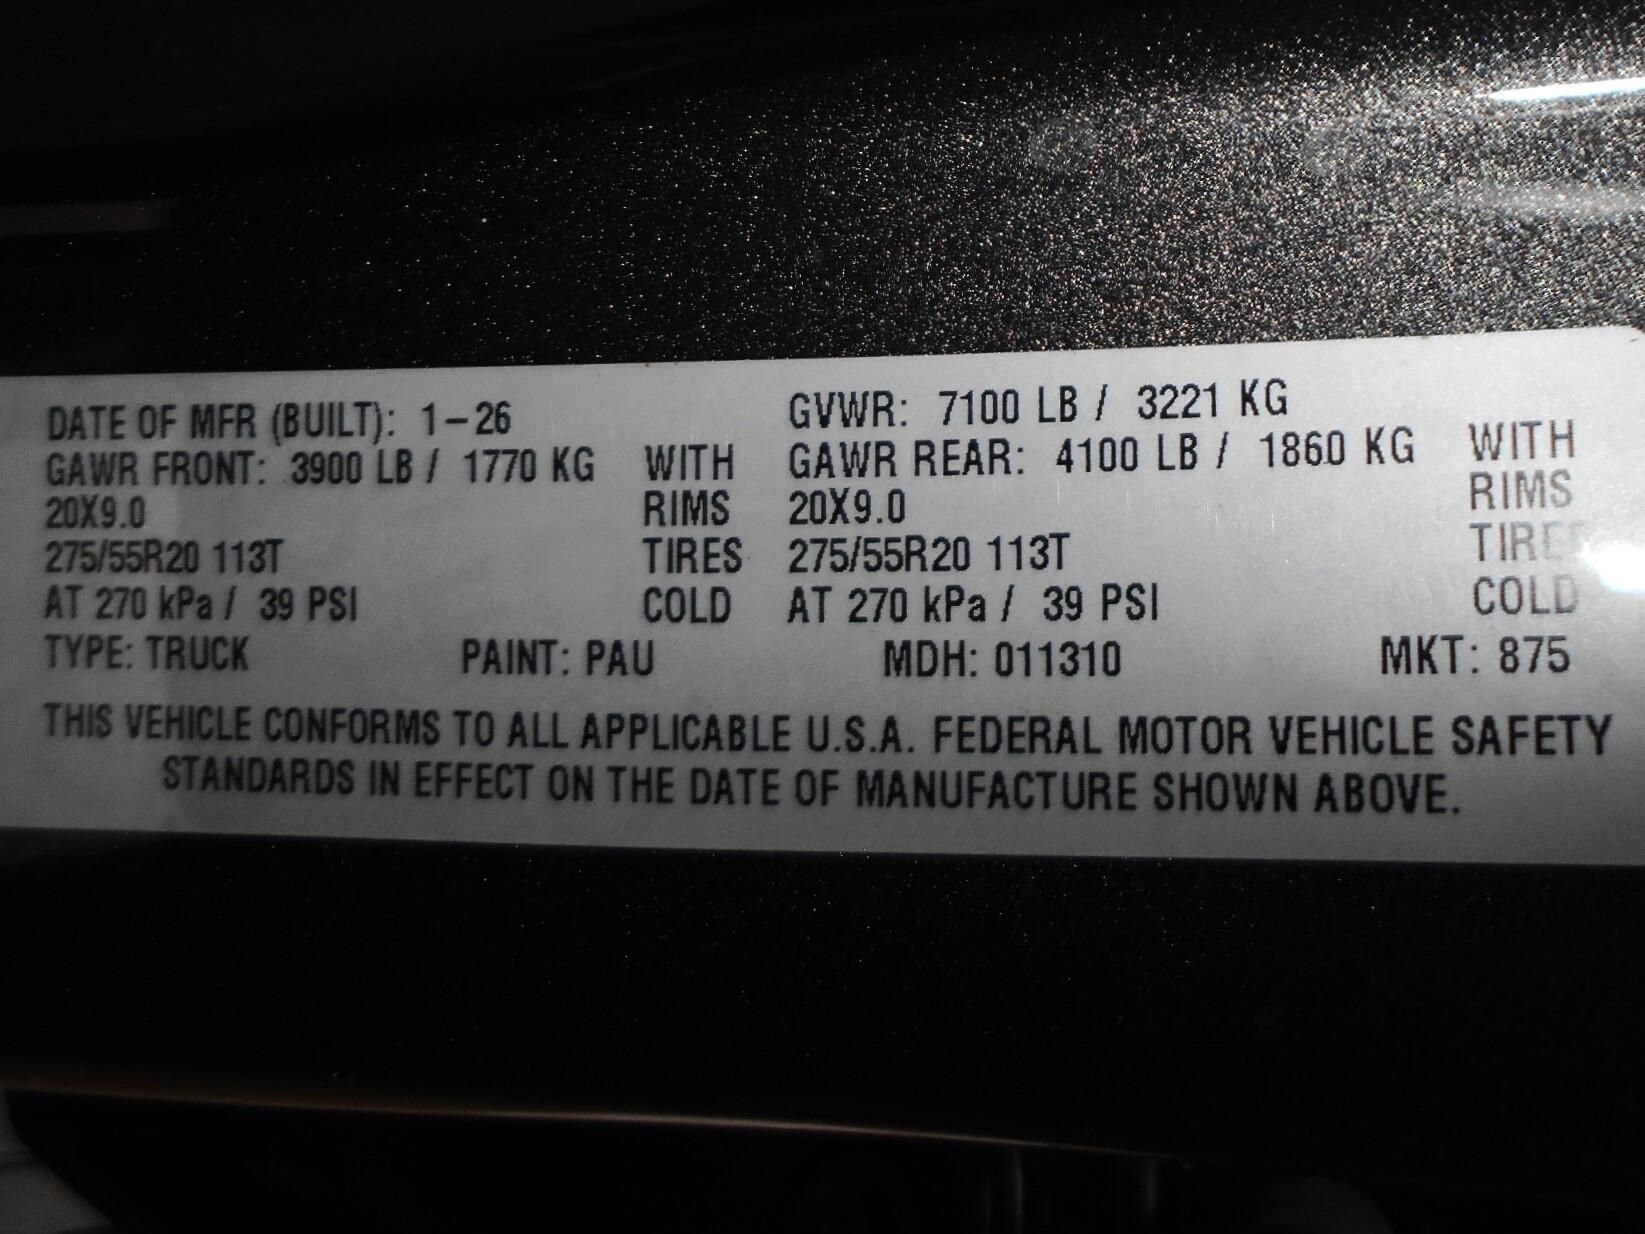 DATE OF MFR (BUILT): 1-26 GVWR: 7100 LB / 3221 KG
GAWR FRONT: 3900 LB / 1770 KG WITH GAWR REAR: 4100 LB / 1860 KG WITH
20X9.0 RIMS 20X9.0 RIMS
275/55R20 113T TIRES 275/55R20 113T TIRES
AT 270 kPa / 39 PSI COLD AT 270 kPa / 39 PSI COLD
TYPE: TRUCK PAINT: PAU MDH: 011310 MKT: 875
THIS VEHICLE CONFORMS TO ALL APPLICABLE U.S.A. FEDERAL MOTOR VEHICLE SAFETY
STANDARDS IN EFFECT ON THE DATE OF MANUFACTURE SHOWN ABOVE.